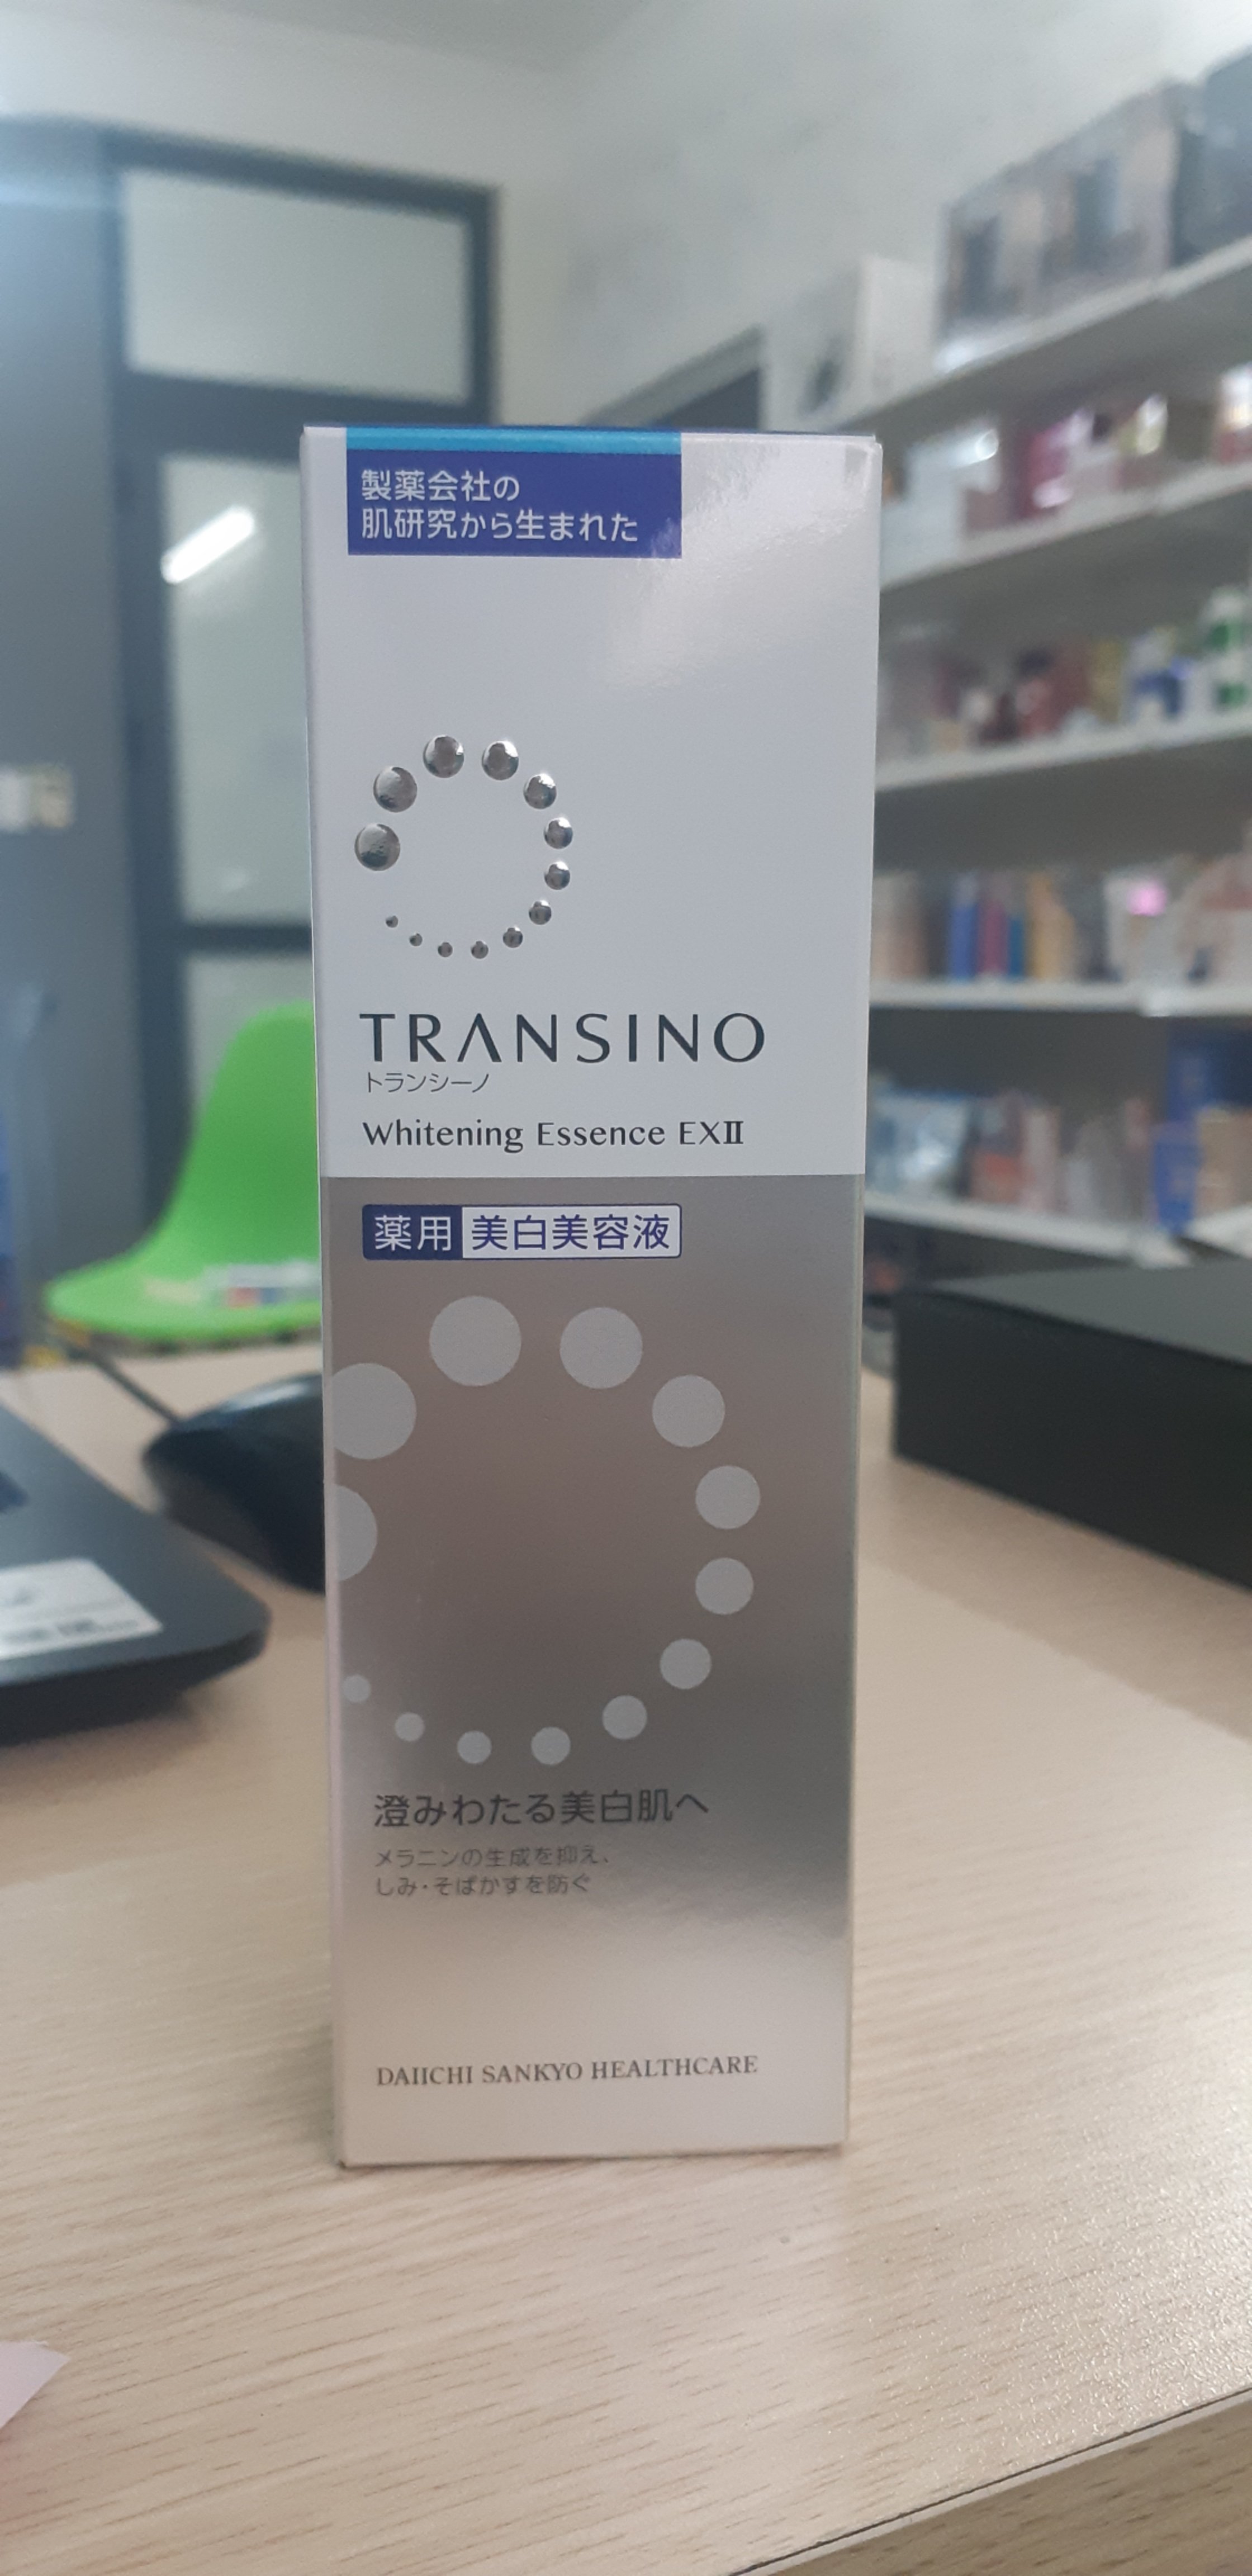 製薬会社の
肌研究から生まれた
TRANSINO
トランシーノ
Whitening Essence EXⅡ
薬用 美白美容液
澄みわたる美白肌へ
メラニンの生成を抑え、
しみ・そばかすを防ぐ
DAIICHI SANKYO HEALTHCARE